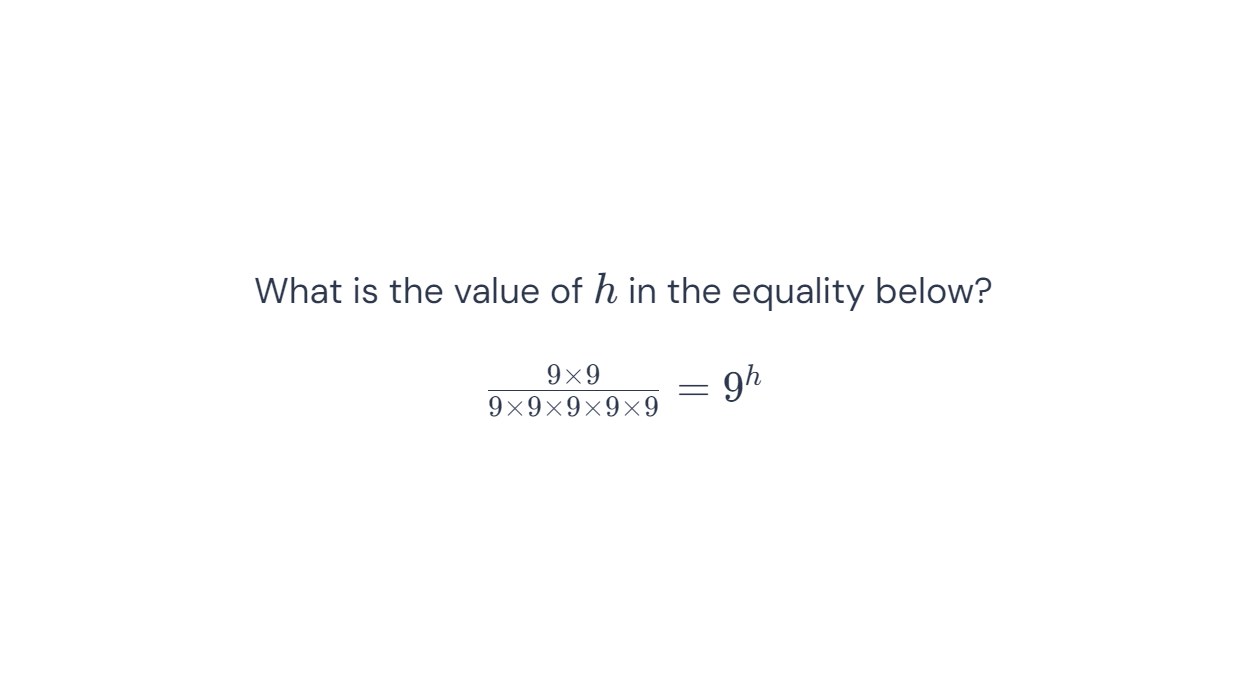 What is the value of h in the equality below?
9×9
9×9×9×9×9 = 9^h